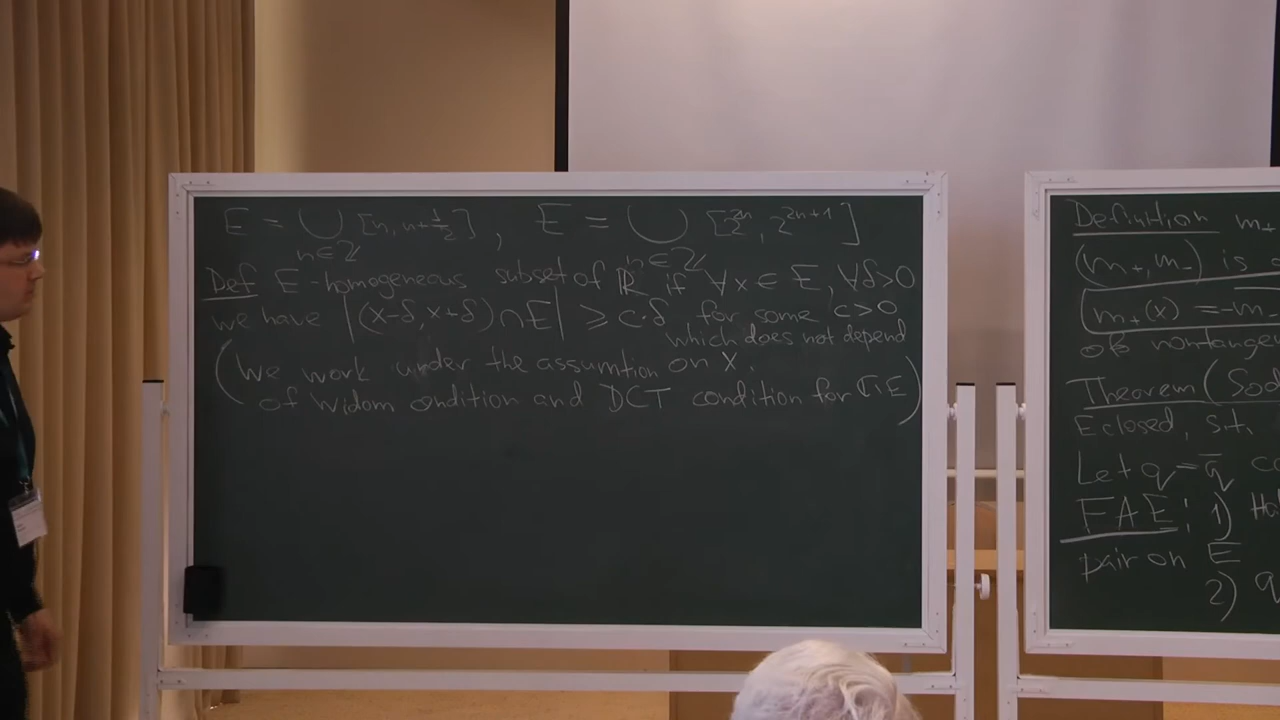 E = ∪ [n, n+1/2], E = ∪ [2^{2n}, 2^{2n+1}]
n∈ℤ n∈ℤ
Def E-homogeneous subset of ℝ if ∀x∈E, ∀δ>0
we have |(x-δ, x+δ)∩E| ≥ c·δ for some c>0
which does not depend
on x.
(We work under the assumtion
of Widom condition and DCT condition for ℂ\E)
Definition m₊
(m₊, m₋) is
m₊(x) = -m₋
of nontangen
Theorem (Sod
E closed, s.t.
Let q = q̄
FAE: 1)
pair on E
2) q